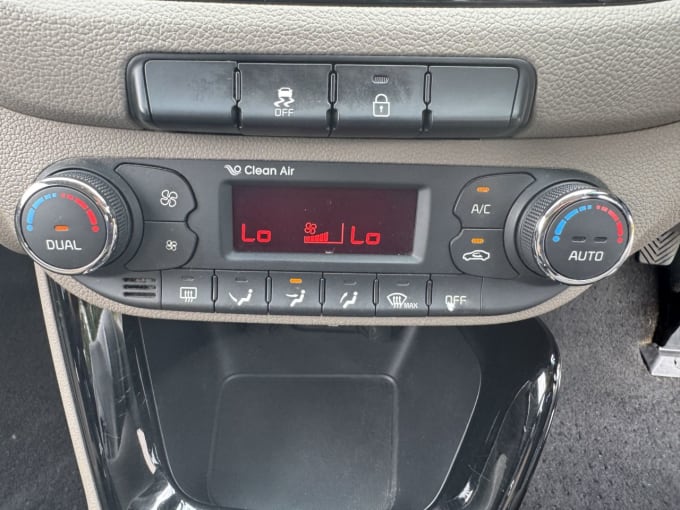 OFF
Clean Air
DUAL
Lo
Lo
A/C
AUTO
MAX
OFF